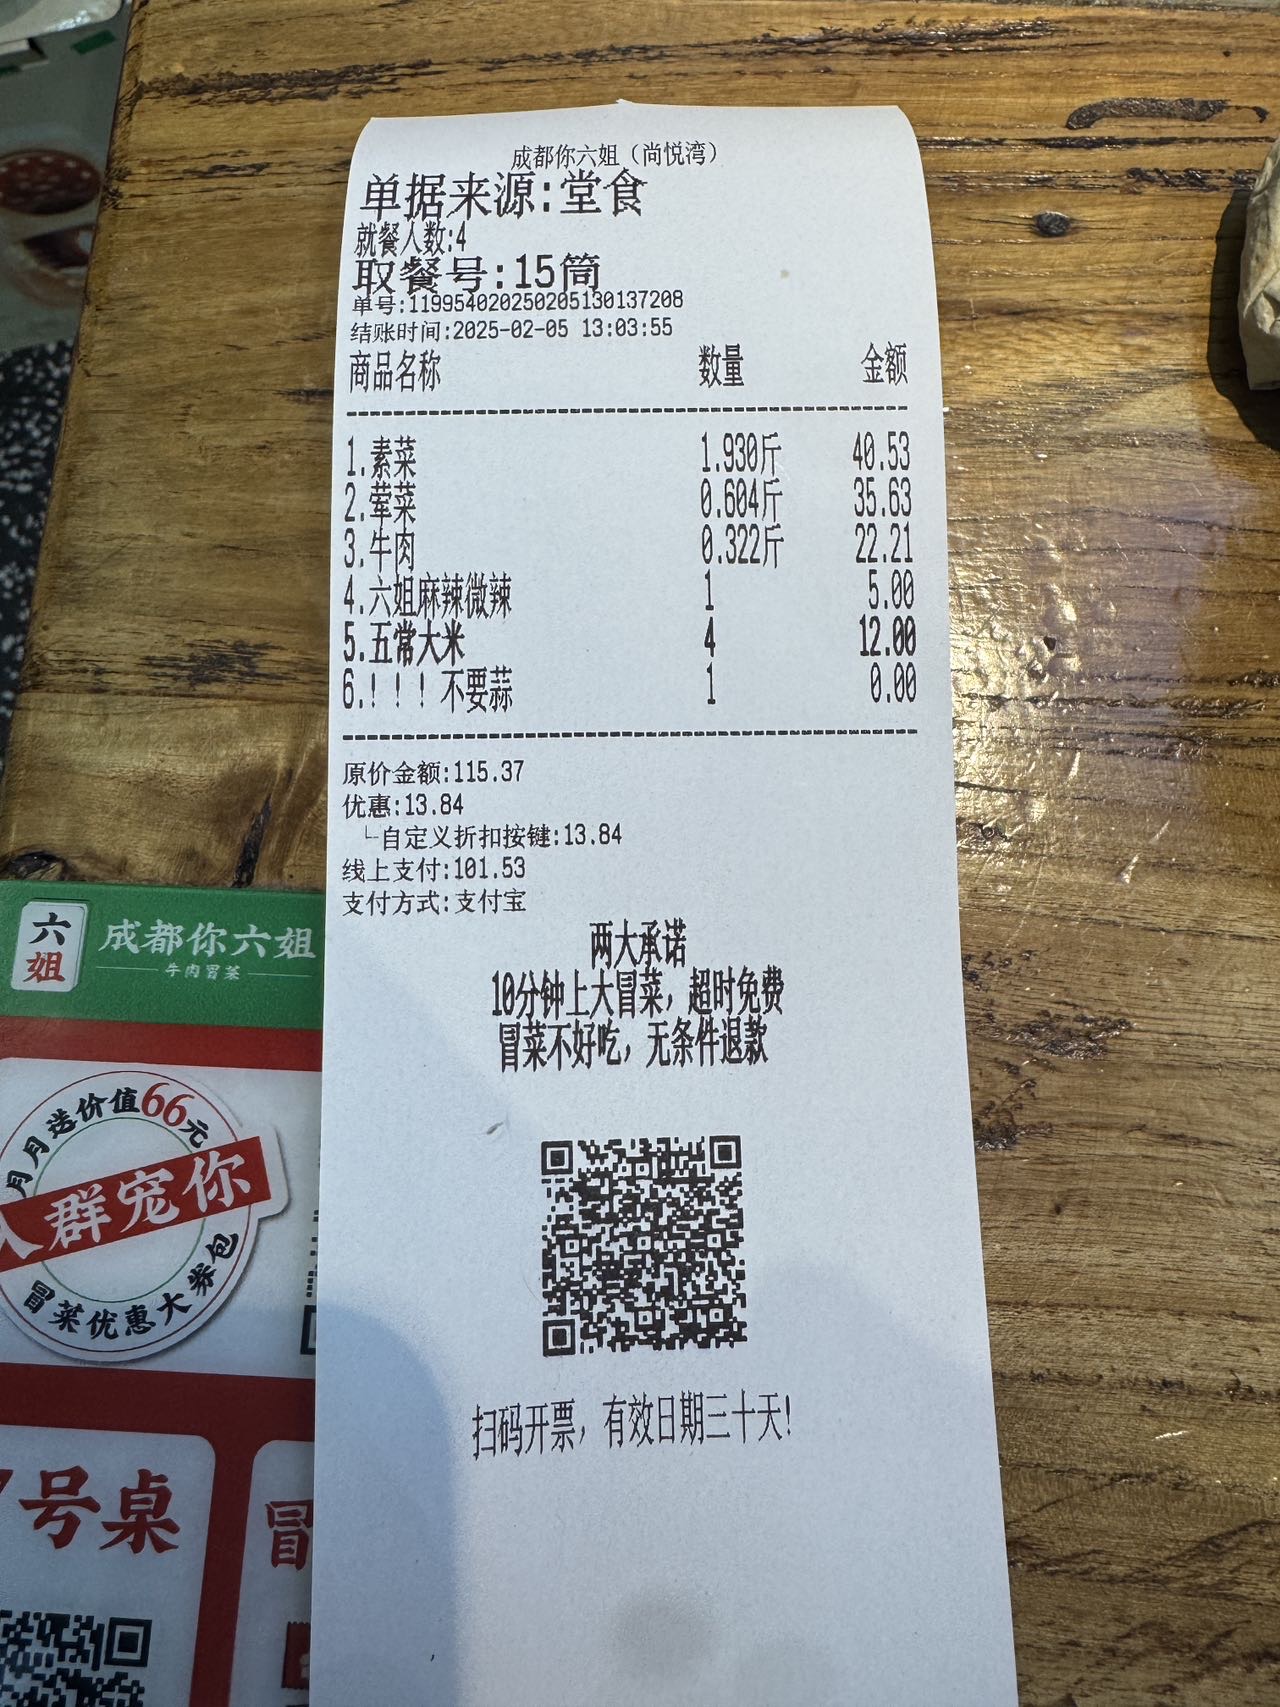 成都你六姐（尚悦湾）
单据来源:堂食
就餐人数:4
取餐号:15筒
单号:119954020250205130137208
结账时间:2025-02-05 13:03:55
商品名称 数量 金额
1.素菜 1.930斤 40.53
2.荤菜 0.604斤 35.63
3.牛肉 0.322斤 22.21
4.六姐麻辣微辣 1 5.00
5.五常大米 4 12.00
6.！！！不要蒜 1 0.00
原价金额:115.37
优惠:13.84
└自定义折扣按键:13.84
线上支付:101.53
支付方式:支付宝
两大承诺
10分钟上大冒菜，超时免费
冒菜不好吃，无条件退款
扫码开票，有效日期三十天!
六姐
成都你六姐
牛肉冒菜
月月送价值66元
入群宠你
冒菜优惠大券包
号桌
冒